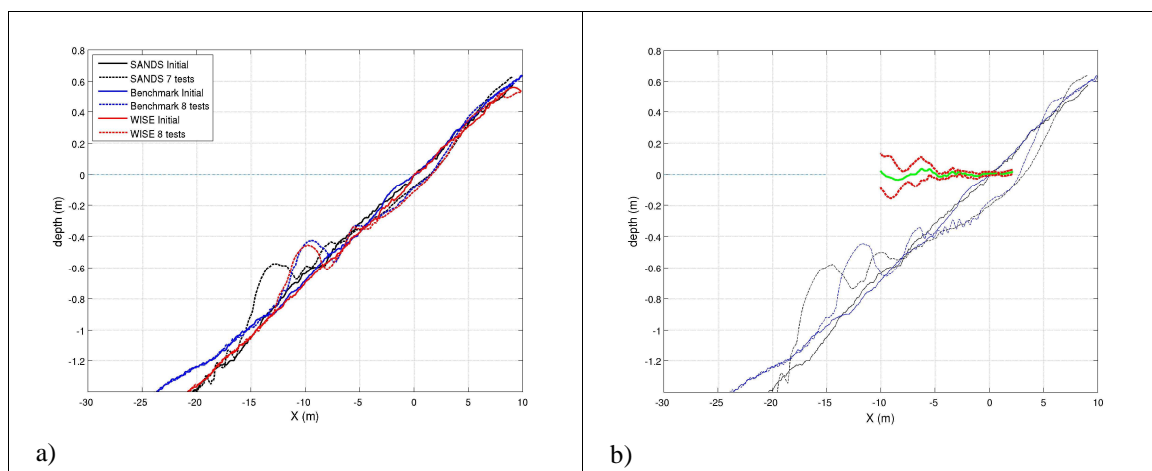 0.8
0.6
0.4
0.2
0
-0.2
-0.4
-0.6
-0.8
-1
-1.2
depth (m)
SANDS Initial
SANDS 7 tests
Benchmark Initial
Benchmark 8 tests
WISE Initial
WISE 8 tests
-30 -25 -20 -15 -10 -5 0 5 10
X (m)
a)
0.8
0.6
0.4
0.2
0
-0.2
-0.4
-0.6
-0.8
-1
-1.2
depth (m)
-30 -25 -20 -15 -10 -5 0 5 10
X (m)
b)